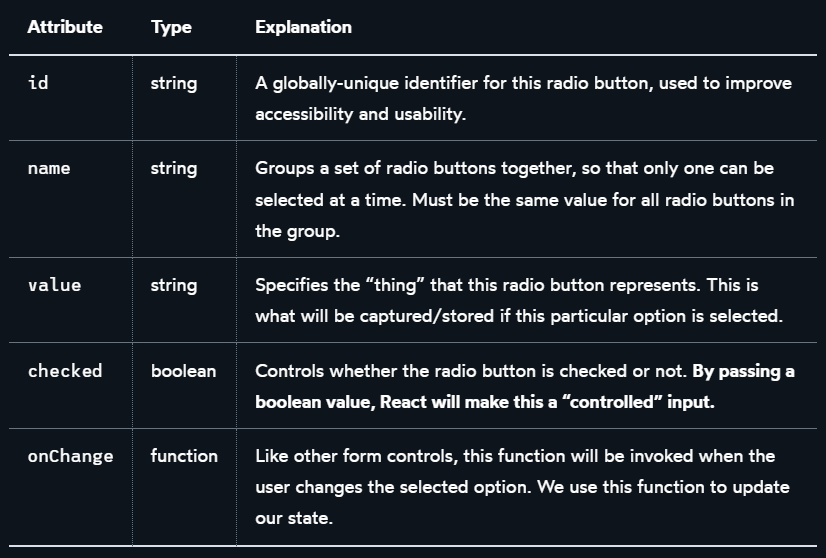 Attribute Type Explanation
id string A globally-unique identifier for this radio button, used to improve
accessibility and usability.
name string Groups a set of radio buttons together, so that only one can be
selected at a time. Must be the same value for all radio buttons in
the group.
value string Specifies the “thing” that this radio button represents. This is
what will be captured/stored if this particular option is selected.
checked boolean Controls whether the radio button is checked or not. By passing a
boolean value, React will make this a “controlled” input.
onChange function Like other form controls, this function will be invoked when the
user changes the selected option. We use this function to update
our state.